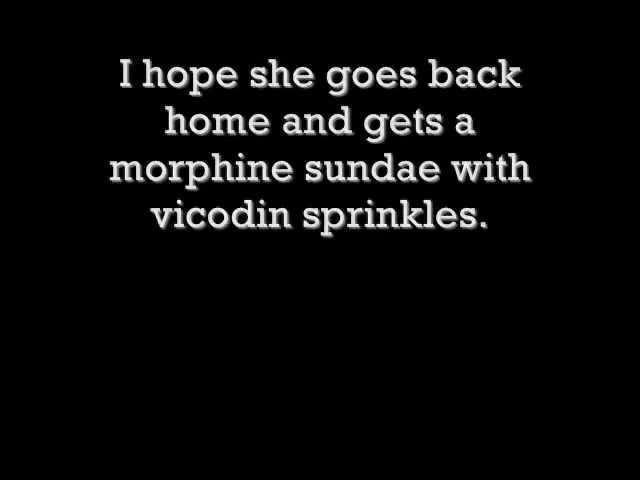 I hope she goes back
home and gets a
morphine sundae with
vicodin sprinkles.